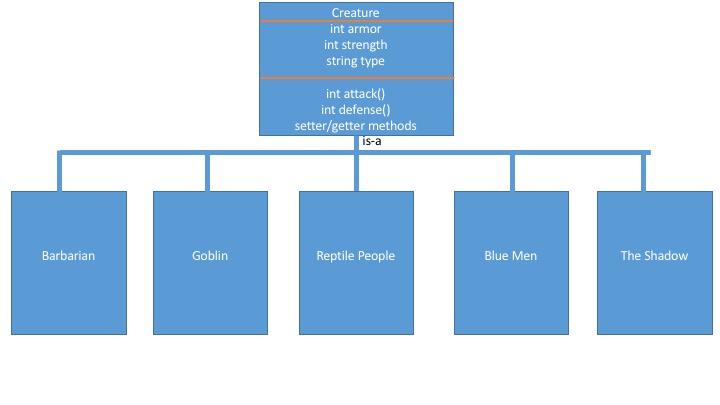 Creature
int armor
int strength
string type
int attack()
int defense()
setter/getter methods
is-a
Barbarian
Goblin
Reptile People
Blue Men
The Shadow